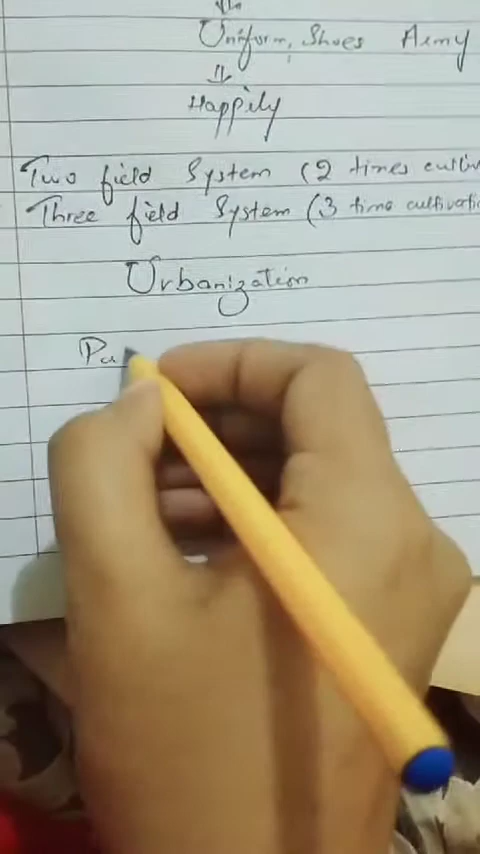 Uniform, Shoes Army
Happily
Two field System (2 times
Three field System (3 time
Urbanization